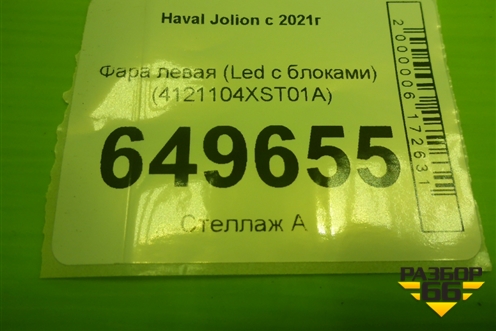 Haval Jolion с 2021г
Фара левая (Led с блоками)
(4121104XST01A)
649655
Стеллаж А
2000006172631
РАЗБОР
66